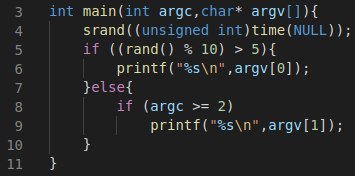 3 int main(int argc,char* argv[]){
4     srand((unsigned int)time(NULL));
5     if ((rand() % 10) > 5){
6         printf("%s\n",argv[0]);
7     }else{
8         if (argc >= 2)
9             printf("%s\n",argv[1]);
10         }
11 }